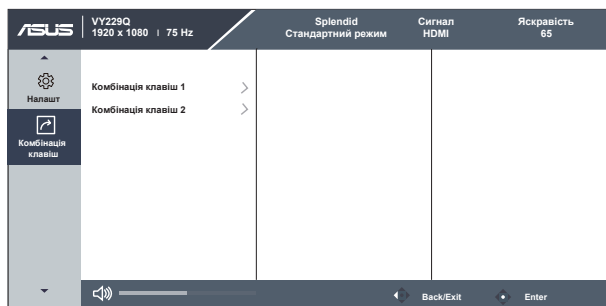 ASUS
VY229Q
1920 x 1080 | 75 Hz
Splendid
Стандартний режим
Сигнал
HDMI
Яскравість
65
Налашт
Комбінація
клавіш
Комбінація клавіш 1
Комбінація клавіш 2
Back/Exit
Enter